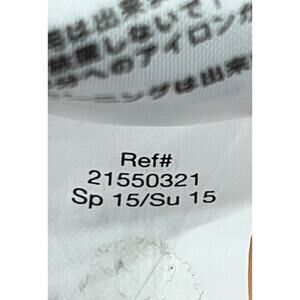 は出来
しないで
へのアイロンが
ニングは出来
Ref#
21550321
Sp 15/Su 15